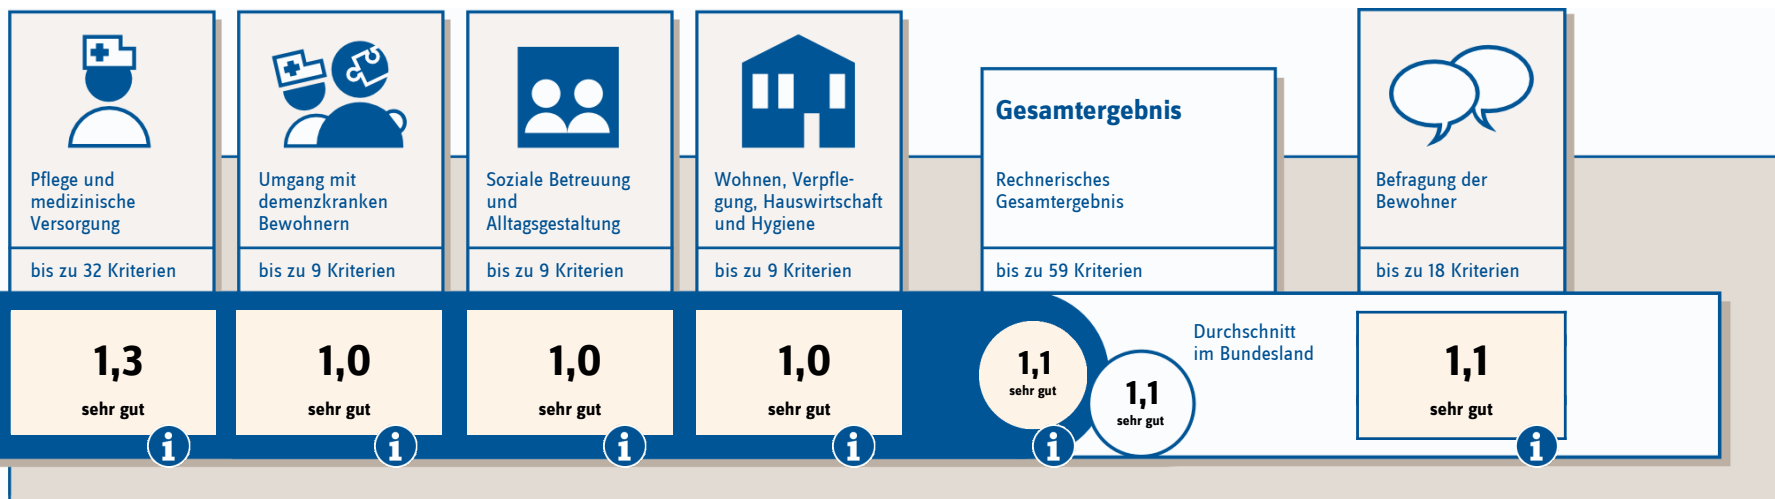 Pflege und
medizinische
Versorgung
bis zu 32 Kriterien
1,3
sehr gut
Umgang mit
demenzkranken
Bewohnern
bis zu 9 Kriterien
1,0
sehr gut
Soziale Betreuung
und
Alltagsgestaltung
bis zu 9 Kriterien
1,0
sehr gut
Wohnen, Verpfle-
gung, Hauswirtschaft
und Hygiene
bis zu 9 Kriterien
1,0
sehr gut
Gesamtergebnis
Rechnerisches
Gesamtergebnis
bis zu 59 Kriterien
1,1
sehr gut
Durchschnitt
im Bundesland
1,1
sehr gut
Befragung der
Bewohner
bis zu 18 Kriterien
1,1
sehr gut